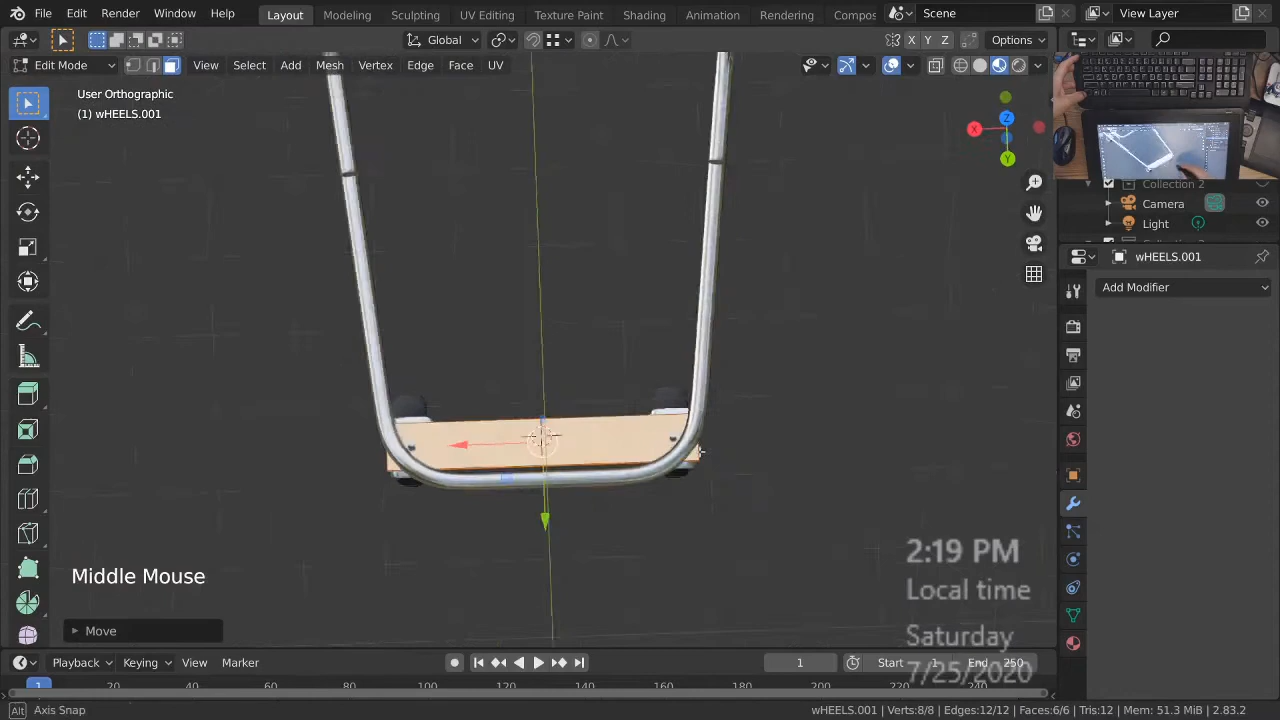 File Edit Render Window Help Layout Modeling Sculpting UV Editing Texture Paint Shading Animation Rendering Compos Scene View Layer
Global X Y Z Options
Edit Mode View Select Add Mesh Vertex Edge Face UV
User Orthographic
(1) wHEELS.001
Z
X
Y
Collection 2
Camera
Light
wHEELS.001
Add Modifier
Middle Mouse
Move
2:19 PM
Local time
Saturday
7/25/2020
Playback Keying View Marker 1 Start 1 End 250
1 20 80 100 120 140 160 180 240
Alt Axis Snap wHEELS.001 | Verts:8/8 | Edges:12/12 | Faces:6/6 | Tris:12 | Mem: 51.3 MiB | 2.83.2